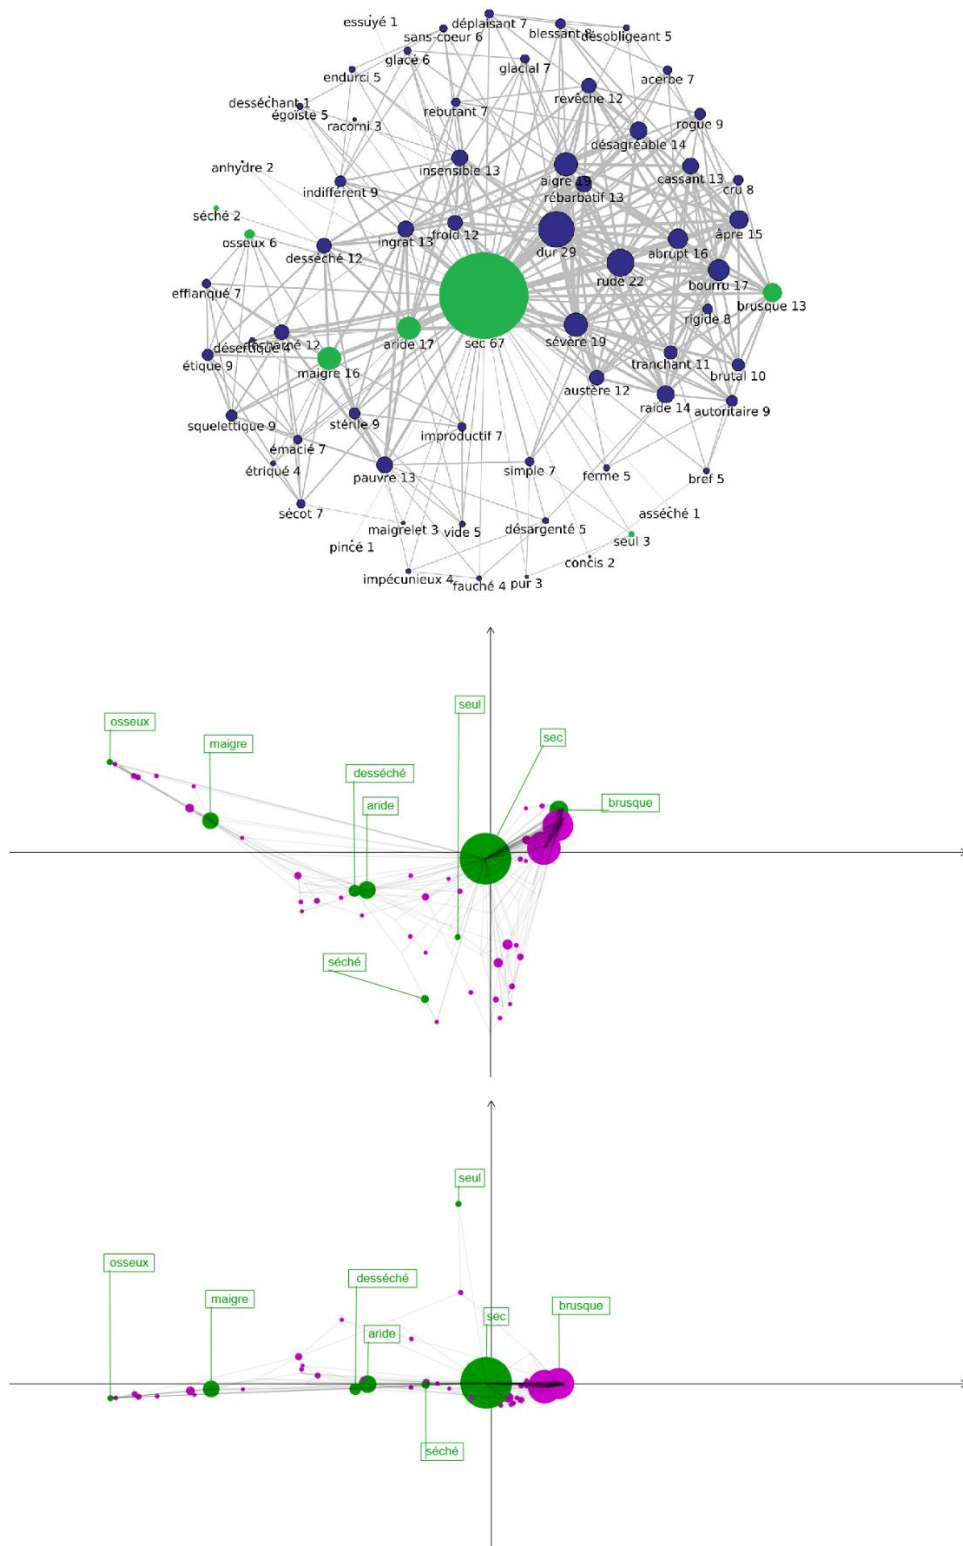 essuyé 1
déplaisant 7
sans-coeur 6
blessant 8
désobligeant 5
glacé 6
glacial 7
endurci 5
acerbe 7
desséchant 1
égoïste 5
rebutant 7
revêche 12
racorni 3
rogue 9
désagréable 14
anhydre 2
insensible 13
aigre 19
cassant 13
indifférent 9
rébarbatif 13
cru 8
séché 2
osseux 6
ingrat 13
froid 12
âpre 15
desséché 12
dur 29
abrupt 16
rude 22
bourru 17
efflanqué 7
brusque 13
rigide 8
désertique 4
décharné 12
aride 17
sec 67
sévère 19
étique 9
maigre 16
tranchant 11
brutal 10
austère 12
squelettique 9
stérile 9
improductif 7
raide 14
autoritaire 9
émacié 7
étriqué 4
pauvre 13
simple 7
ferme 5
bref 5
sécot 7
asséché 1
maigrelet 3
vide 5
désargenté 5
pincé 1
seul 3
concis 2
impécunieux 4
fauché 4
pur 3
osseux
maigre
seul
sec
desséché
aride
brusque
séché
seul
osseux
maigre
desséché
brusque
sec
aride
séché